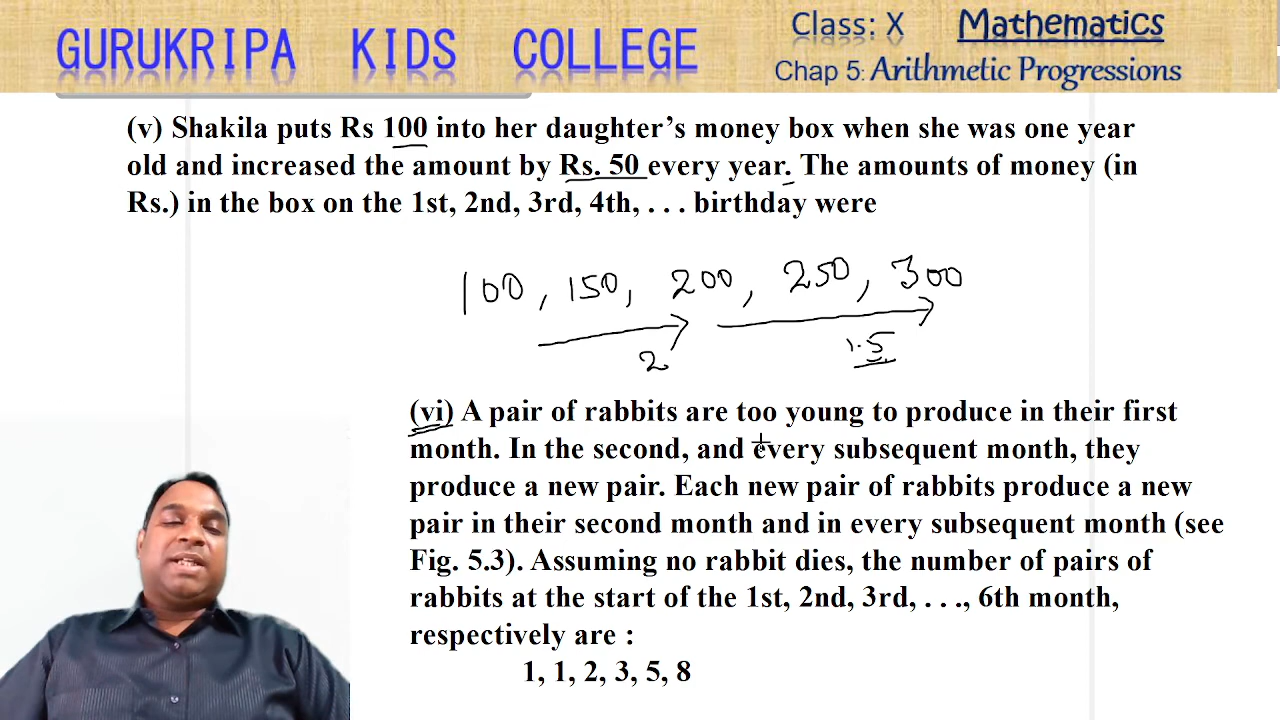 GURUKRIPA KIDS COLLEGE
Class: X Mathematics
Chap 5: Arithmetic Progressions
(v) Shakila puts Rs 100 into her daughter’s money box when she was one year
old and increased the amount by Rs. 50 every year. The amounts of money (in
Rs.) in the box on the 1st, 2nd, 3rd, 4th, . . . birthday were
100, 150, 200, 250, 300
2
1.5
(vi) A pair of rabbits are too young to produce in their first
month. In the second, and every subsequent month, they
produce a new pair. Each new pair of rabbits produce a new
pair in their second month and in every subsequent month (see
Fig. 5.3). Assuming no rabbit dies, the number of pairs of
rabbits at the start of the 1st, 2nd, 3rd, . . ., 6th month,
respectively are :
1, 1, 2, 3, 5, 8